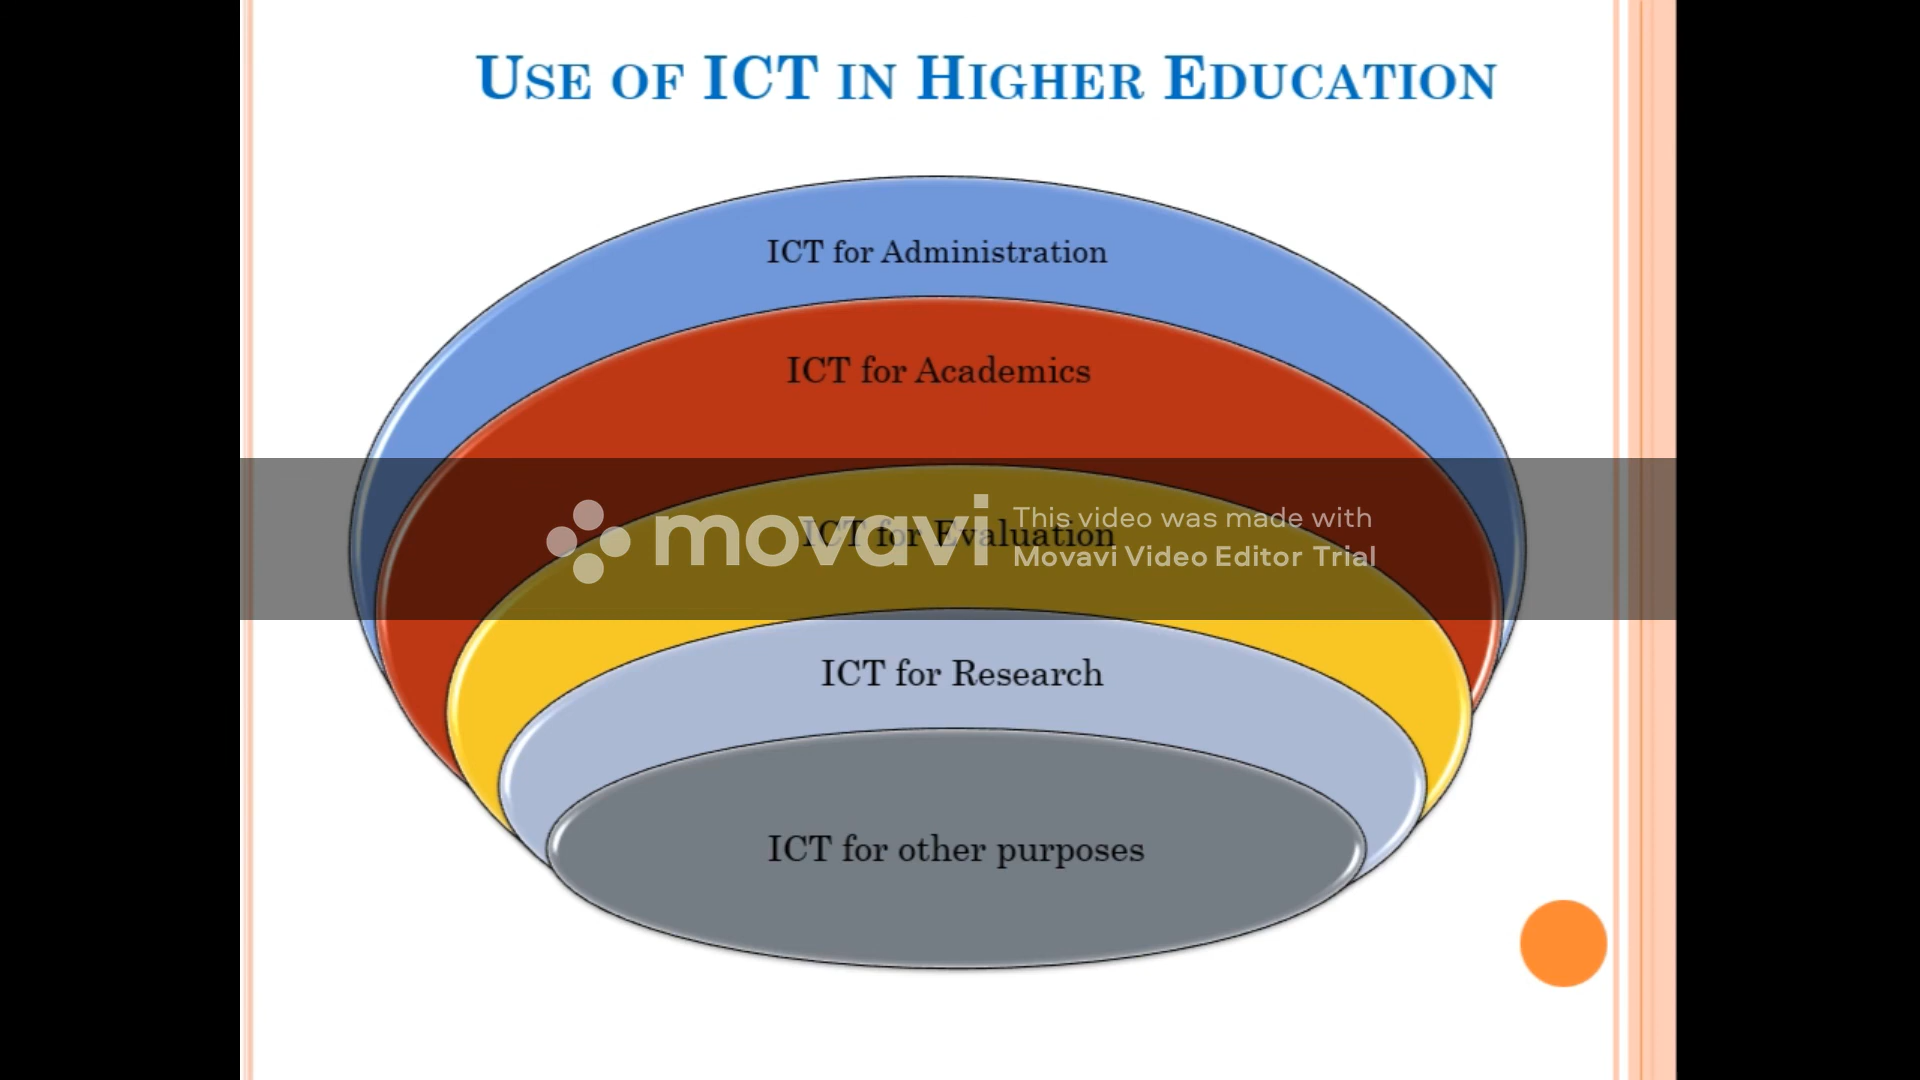 USE OF ICT IN HIGHER EDUCATION
ICT for Administration
ICT for Academics
ICT for Evaluation
movavi
This video was made with
Movavi Video Editor Trial
ICT for Research
ICT for other purposes